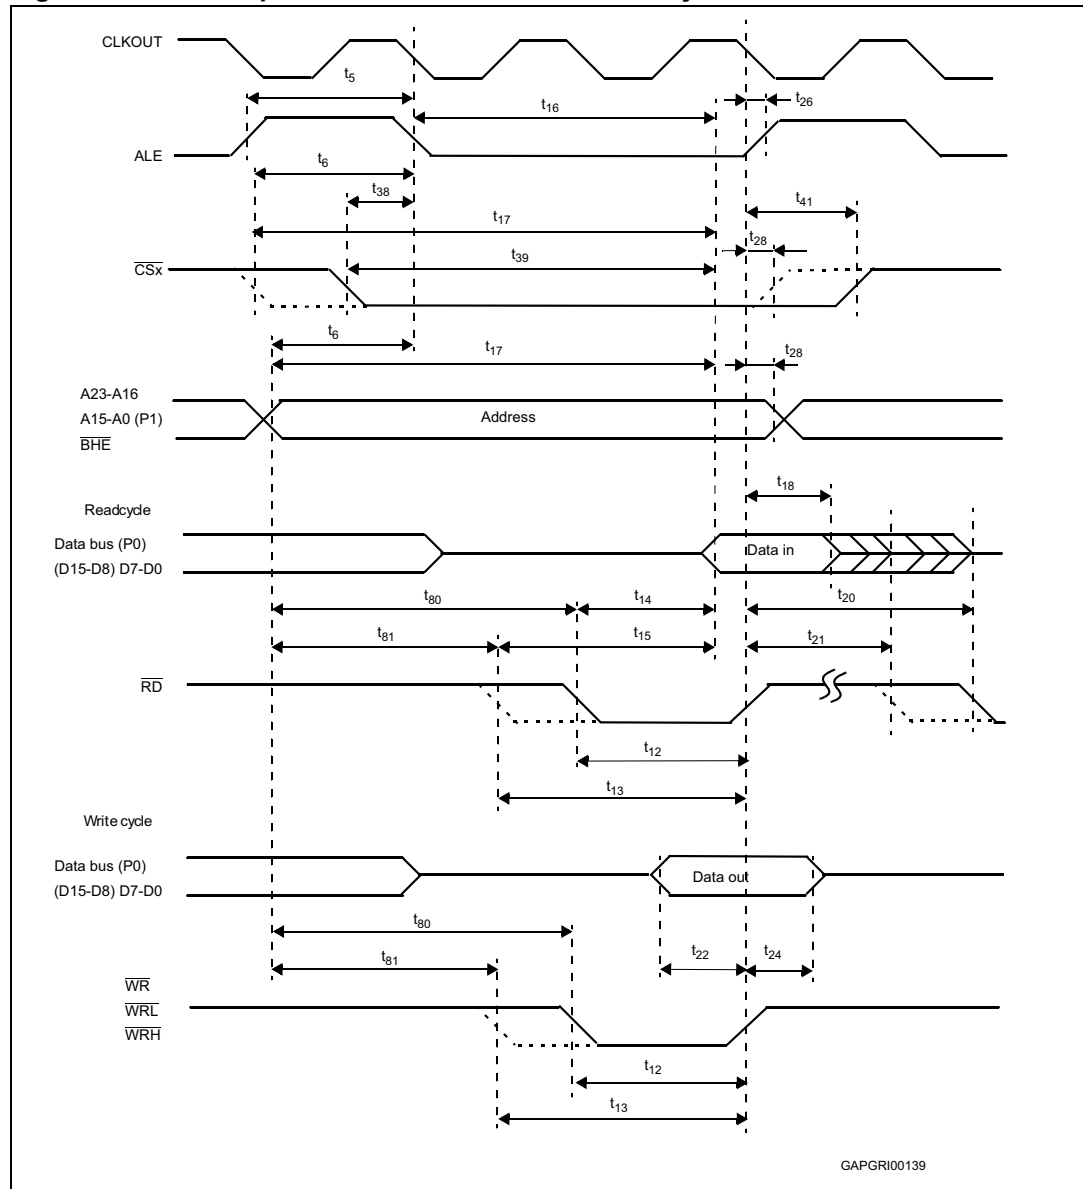 CLKOUT
t5
t16
t26
ALE
t6
t38
t41
t17
t28
t39
CSx
t6
t17
t28
A23-A16
A15-A0 (P1)
Address
BHE
t18
Readcycle
Data bus (P0)
Data in
(D15-D8) D7-D0
t80
t14
t20
t81
t15
t21
RD
t12
t13
Write cycle
Data bus (P0)
Data out
(D15-D8) D7-D0
t80
t22
t24
t81
WR
WRL
WRH
t12
t13
GAPGRI00139